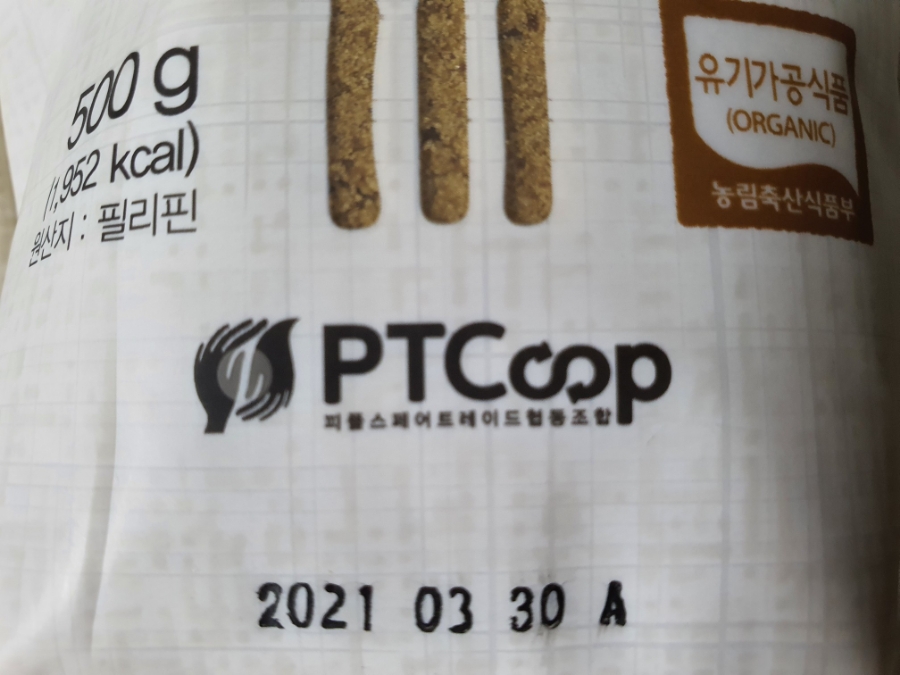 500 g
(1,952 kcal)
원산지 : 필리핀
유기가공식품
(ORGANIC)
농림축산식품부
PTCoop
피플스페어트레이드협동조합
2021 03 30 A